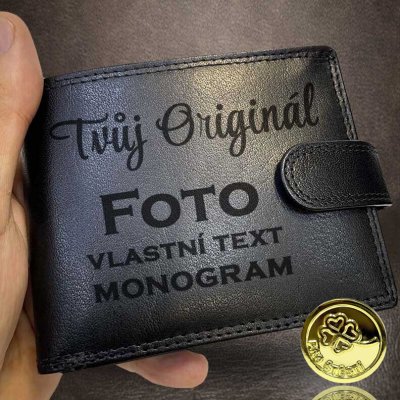 Tvůj Originál
FOTO
VLASTNÍ TEXT
MONOGRAM